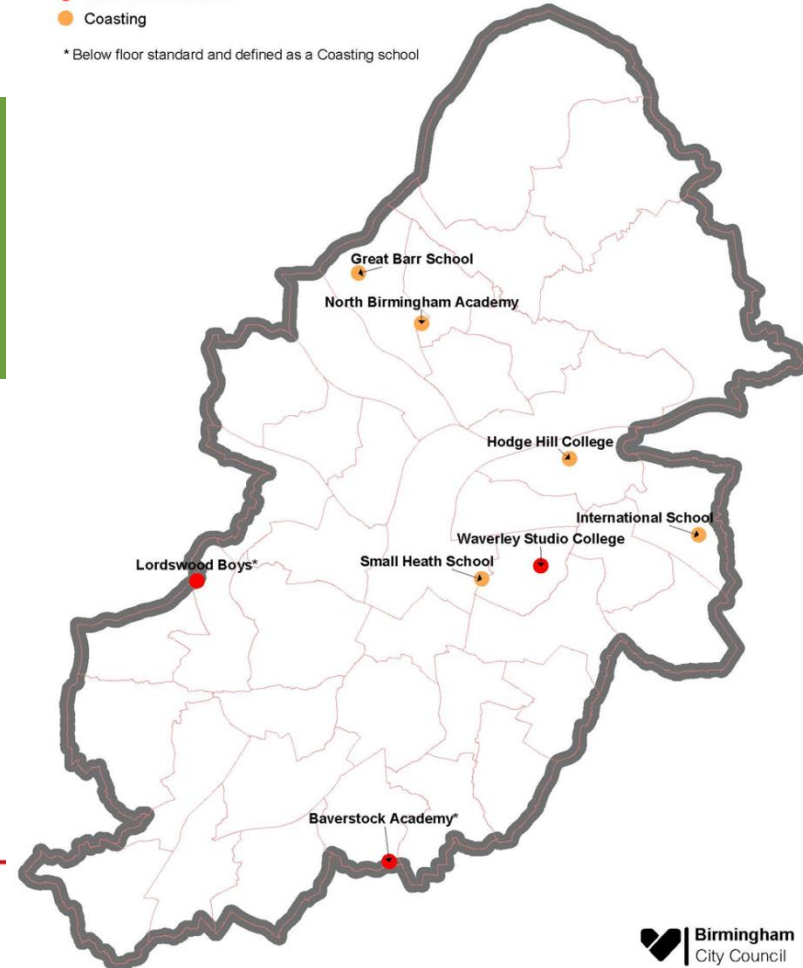 Coasting
* Below floor standard and defined as a Coasting school
Great Barr School
North Birmingham Academy
Hodge Hill College
International School
Waverley Studio College
Small Heath School
Lordswood Boys*
Baverstock Academy*
Birmingham
City Council